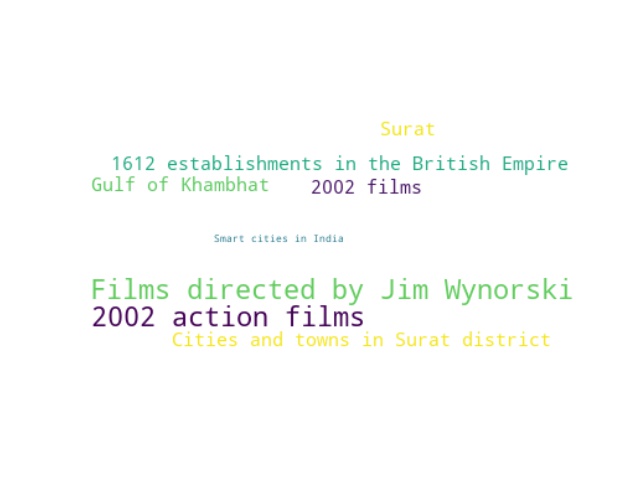 Surat
1612 establishments in the British Empire
Gulf of Khambhat
2002 films
Smart cities in India
Films directed by Jim Wynorski
2002 action films
Cities and towns in Surat district